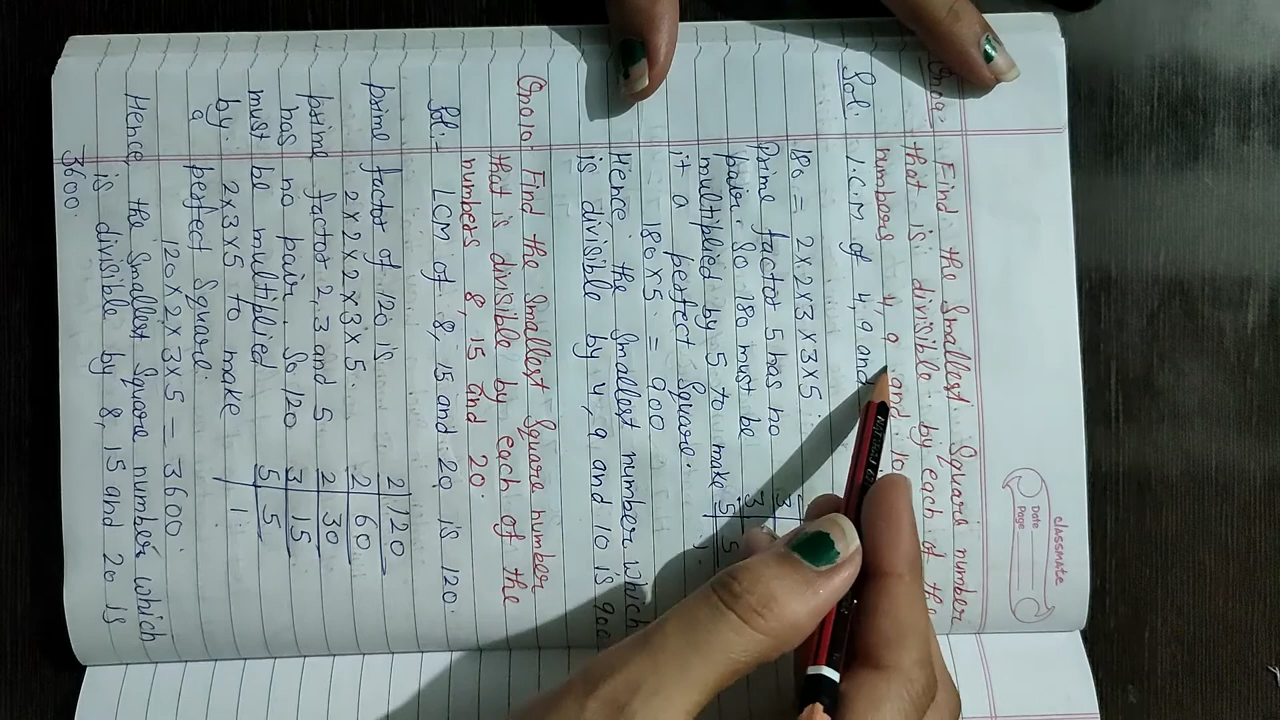 classmate
Date
Page
Qno9: Find the Smallest Square number
that is divisible by each of the
numbers 4, 9 and 10
Sol: L.C.M of 4, 9 and
180 = 2×2×3×3×5.
Prime factor 5 has no
pair. So 180 must be
multiplied by 5 to make
it a perfect Square.
180×5 = 900
Hence the Smallest number which
is divisible by 4, 9 and 10 is 900
3
3
5 5
Qno10. Find the Smallest Square number
that is divisible by each of the
numbers 8, 15 and 20.
Sol:- LCM of 8, 15 and 20 is 120.
prime factor of 120 is
2×2×2×3×5.
prime factor 2, 3 and 5
has no pair. So 120
must be multiplied
by 2×3×5 to make
a perfect Square.
2 120
2 60
2 30
3 15
5 5
1
120×2×3×5 = 3600.
Hence, the Smallest Square number which
is divisible by 8, 15 and 20 is
3600.